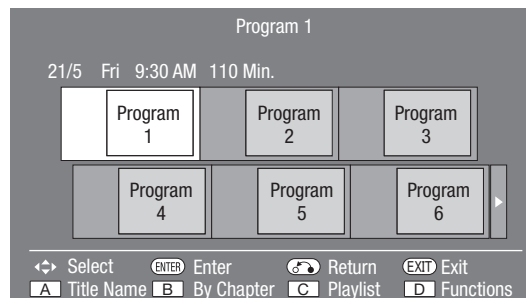 Program 1
21/5 Fri 9:30 AM 110 Min.
Program 1 Program 2 Program 3
Program 4 Program 5 Program 6
Select ENTER Enter Return EXIT Exit
A Title Name B By Chapter C Playlist D Functions